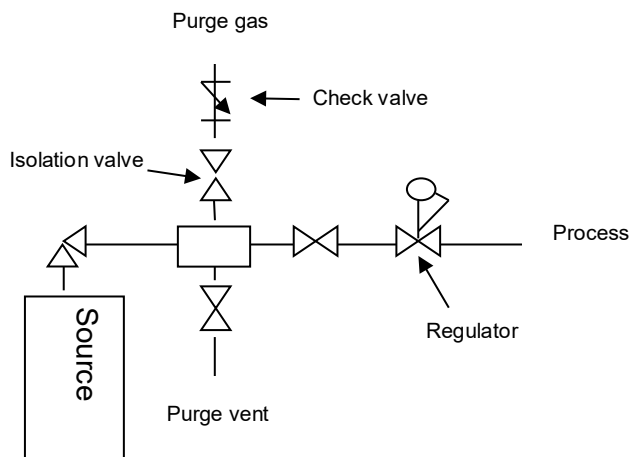 Purge gas
Check valve
Isolation valve
Process
Source
Regulator
Purge vent